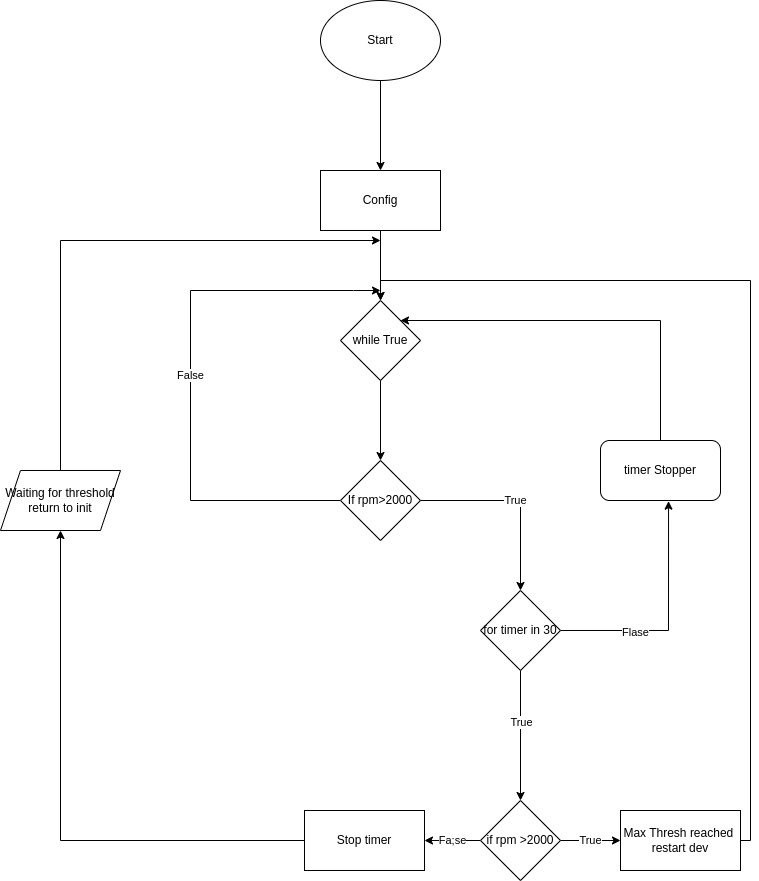 Start
Config
while True
False
timer Stopper
Waiting for threshold
return to init
If rpm>2000
True
for timer in 30
Flase
True
Stop timer
Fa;se
if rpm >2000
True
Max Thresh reached
restart dev